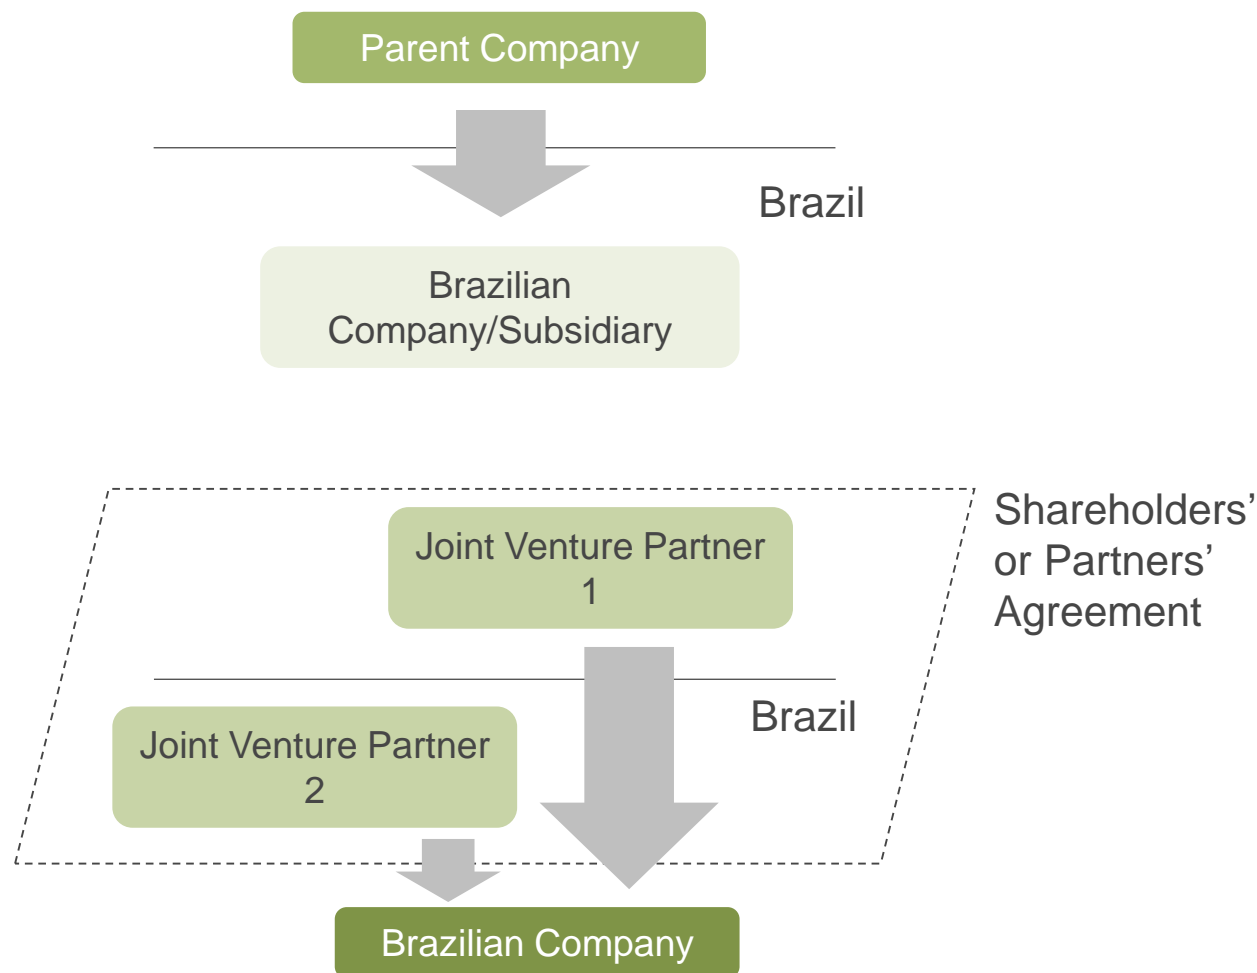 Parent Company
Brazil
Brazilian
Company/Subsidiary
Shareholders’
or Partners’
Agreement
Joint Venture Partner
1
Brazil
Joint Venture Partner
2
Brazilian Company